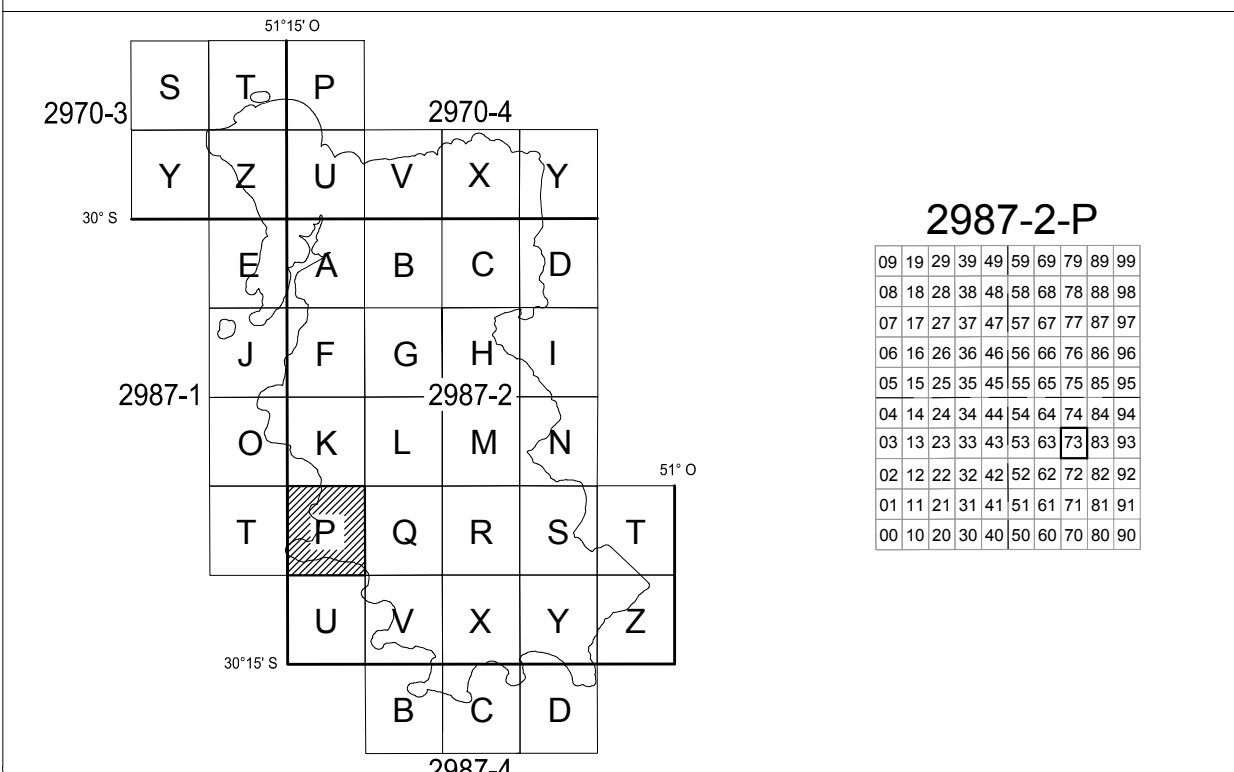 51°15' O
S T P
2970-3 2970-4
Y Z U V X Y
30° S
E A B C D
J F G H I
2987-1 2987-2
O K L M N
51° O
T P Q R S T
U V X Y Z
30°15' S
B C D
2987-4
2987-2-P
09 19 29 39 49 59 69 79 89 99
08 18 28 38 48 58 68 78 88 98
07 17 27 37 47 57 67 77 87 97
06 16 26 36 46 56 66 76 86 96
05 15 25 35 45 55 65 75 85 95
04 14 24 34 44 54 64 74 84 94
03 13 23 33 43 53 63 73 83 93
02 12 22 32 42 52 62 72 82 92
01 11 21 31 41 51 61 71 81 91
00 10 20 30 40 50 60 70 80 90